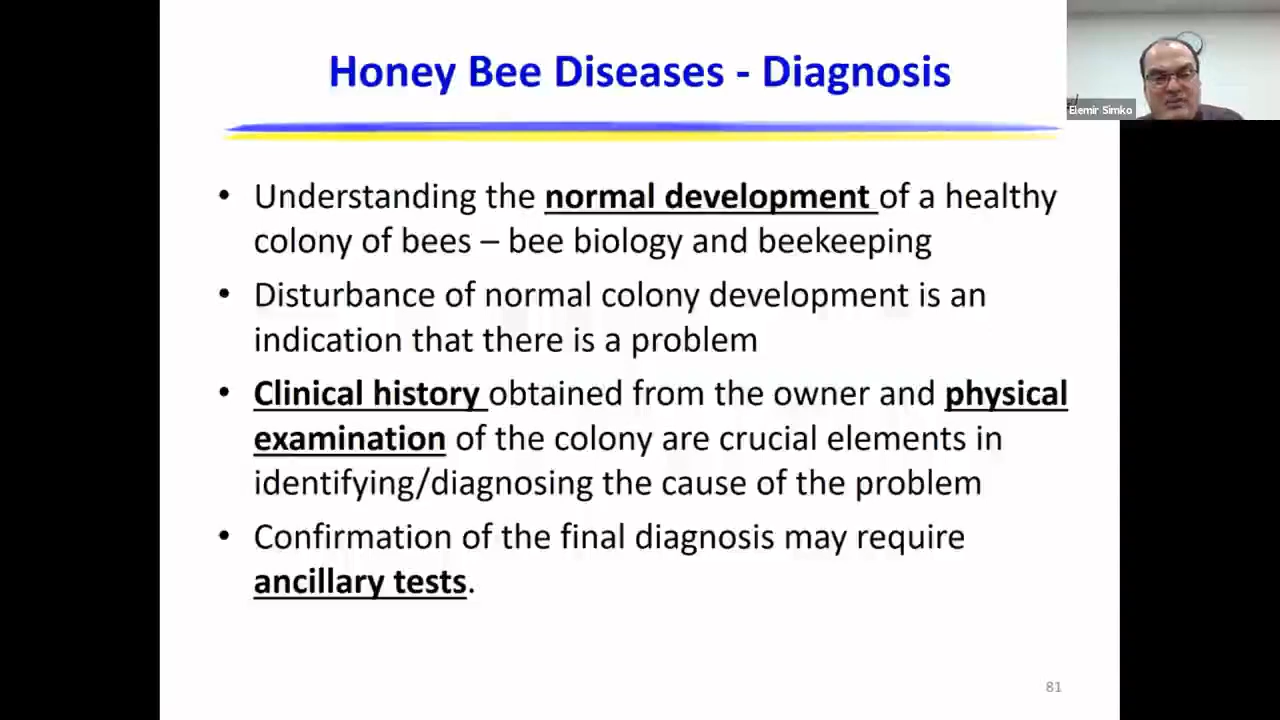 Honey Bee Diseases - Diagnosis
Elemir Simko
• Understanding the normal development of a healthy
colony of bees – bee biology and beekeeping
• Disturbance of normal colony development is an
indication that there is a problem
• Clinical history obtained from the owner and physical
examination of the colony are crucial elements in
identifying/diagnosing the cause of the problem
• Confirmation of the final diagnosis may require
ancillary tests.
81